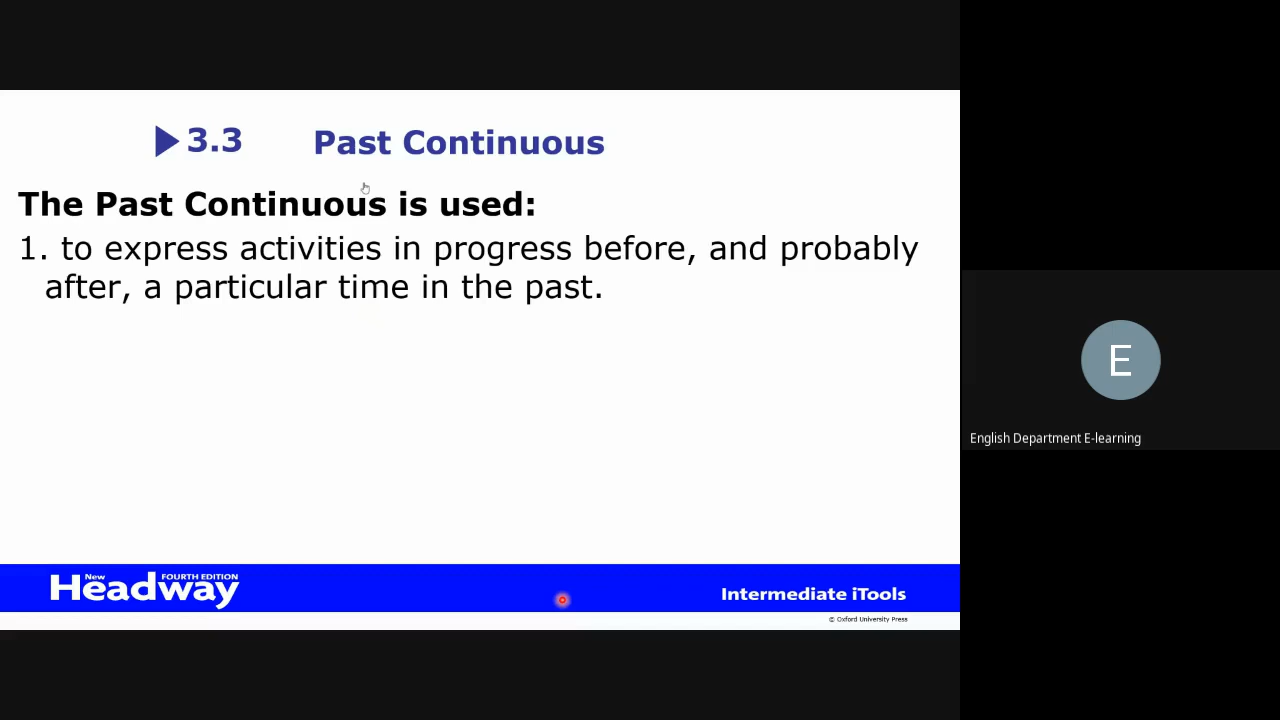 3.3 Past Continuous
The Past Continuous is used:
1. to express activities in progress before, and probably
after, a particular time in the past.
E
English Department E-learning
New Headway FOURTH EDITION
Intermediate iTools
© Oxford University Press